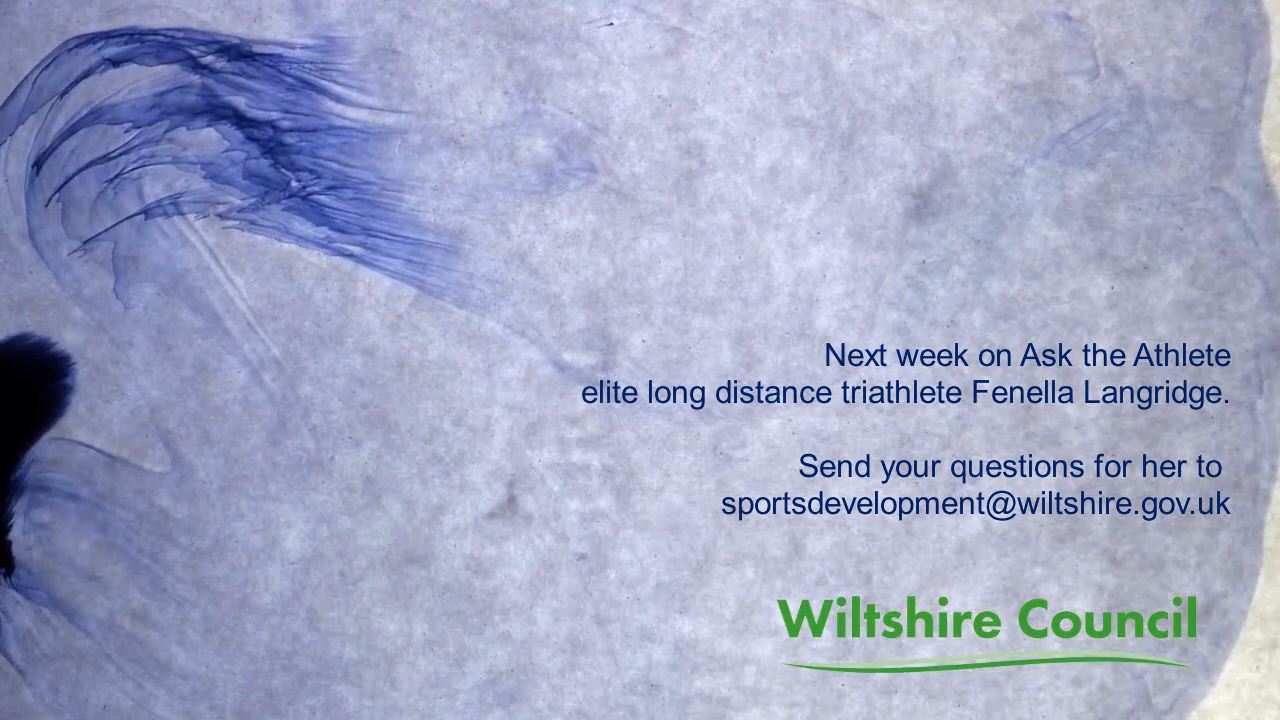 Next week on Ask the Athlete
elite long distance triathlete Fenella Langridge.
Send your questions for her to
sportsdevelopment@wiltshire.gov.uk
Wiltshire Council